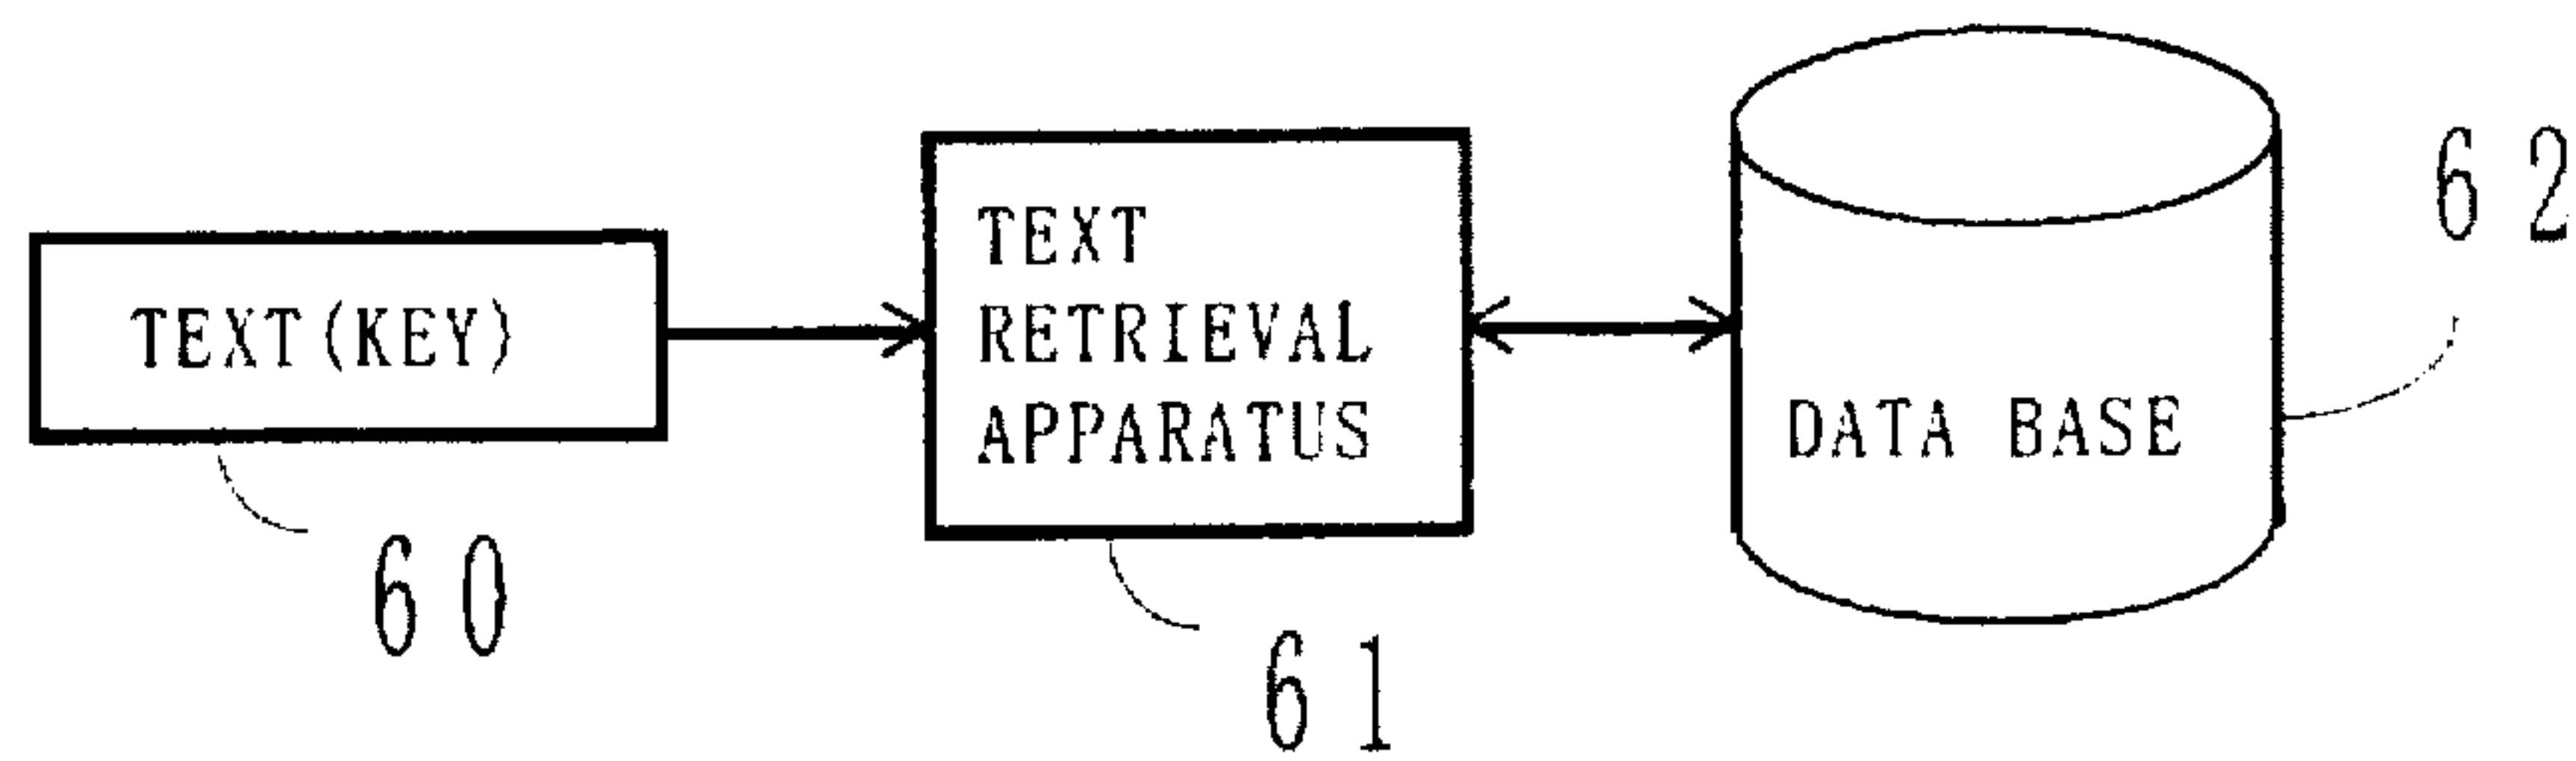 TEXT(KEY)
60
TEXT
RETRIEVAL
APPARATUS
61
DATA BASE
62